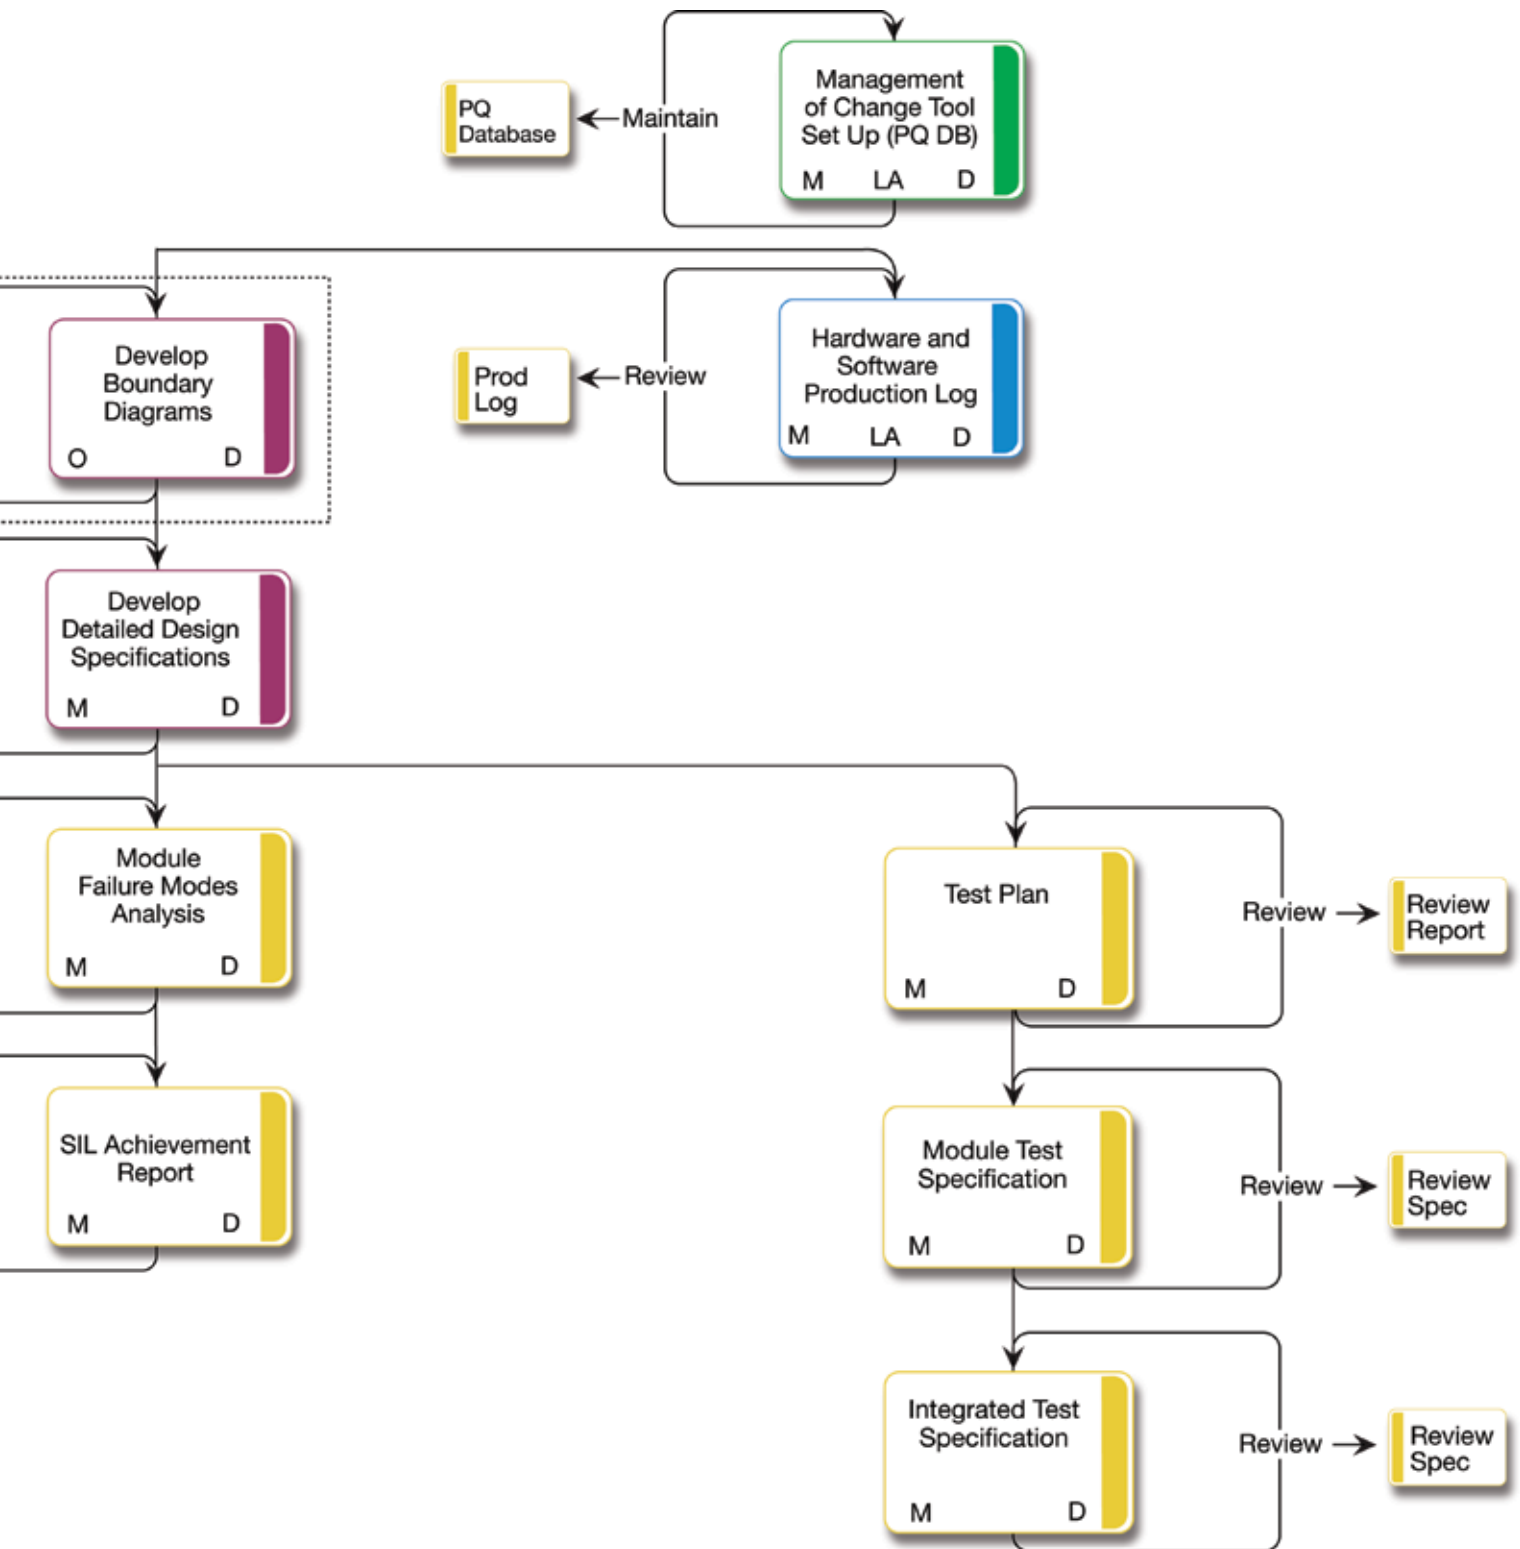 Management
of Change Tool
Set Up (PQ DB)
M LA D
PQ
Database
Maintain
Hardware and
Software
Production Log
M LA D
Prod
Log
Review
Develop
Boundary
Diagrams
O D
Develop
Detailed Design
Specifications
M D
Module
Failure Modes
Analysis
M D
SIL Achievement
Report
M D
Test Plan
M D
Review
Review
Report
Module Test
Specification
M D
Review
Review
Spec
Integrated Test
Specification
M D
Review
Review
Spec